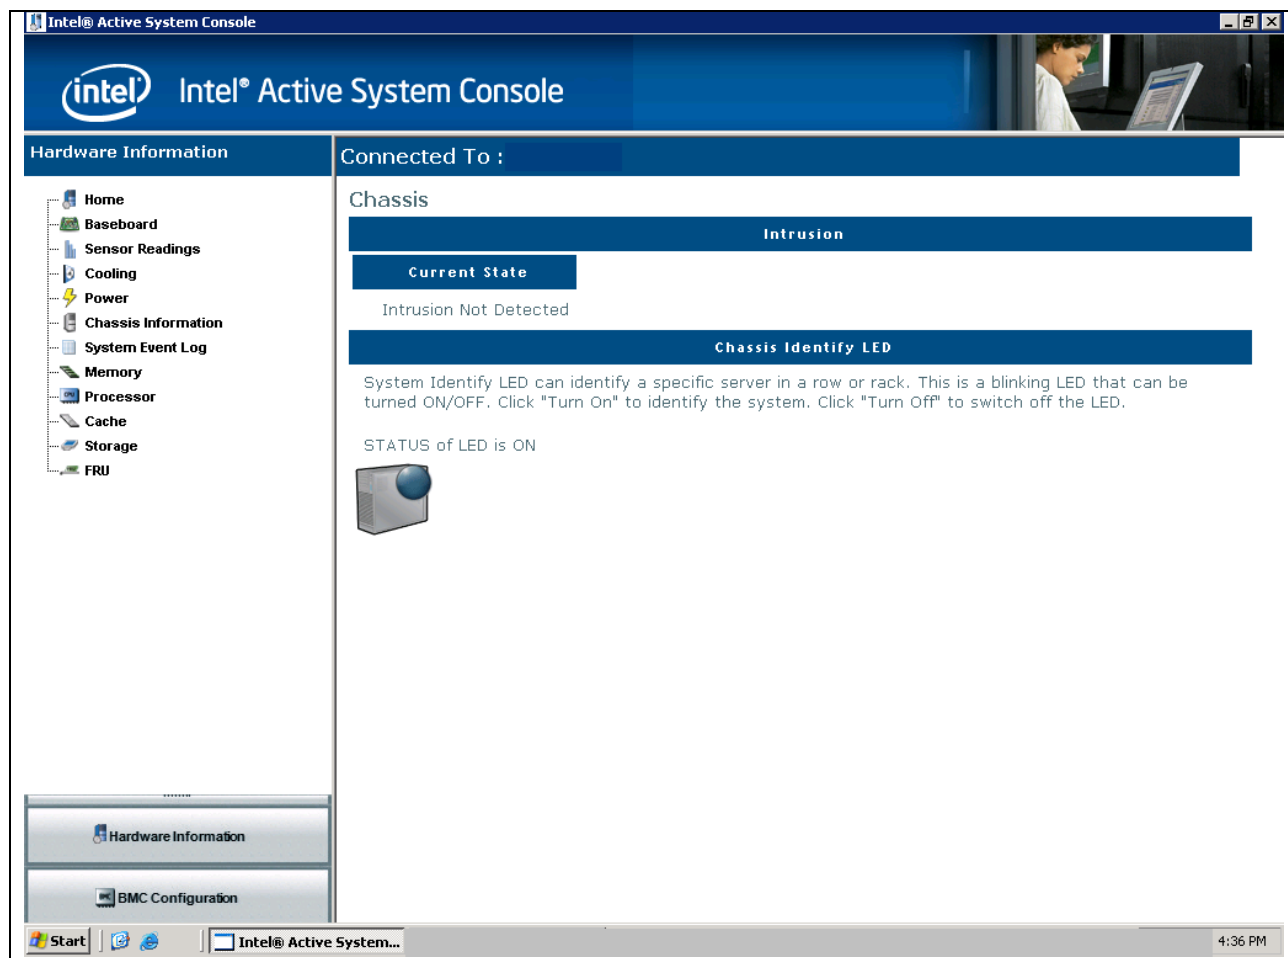 Intel® Active System Console
intel® Intel® Active System Console
Hardware Information
Connected To :
Home
Baseboard
Sensor Readings
Cooling
Power
Chassis Information
System Event Log
Memory
Processor
Cache
Storage
FRU
Chassis
Intrusion
Current State
Intrusion Not Detected
Chassis Identify LED
System Identify LED can identify a specific server in a row or rack. This is a blinking LED that can be
turned ON/OFF. Click "Turn On" to identify the system. Click "Turn Off" to switch off the LED.
STATUS of LED is ON
Hardware Information
BMC Configuration
Start
Intel® Active System...
4:36 PM